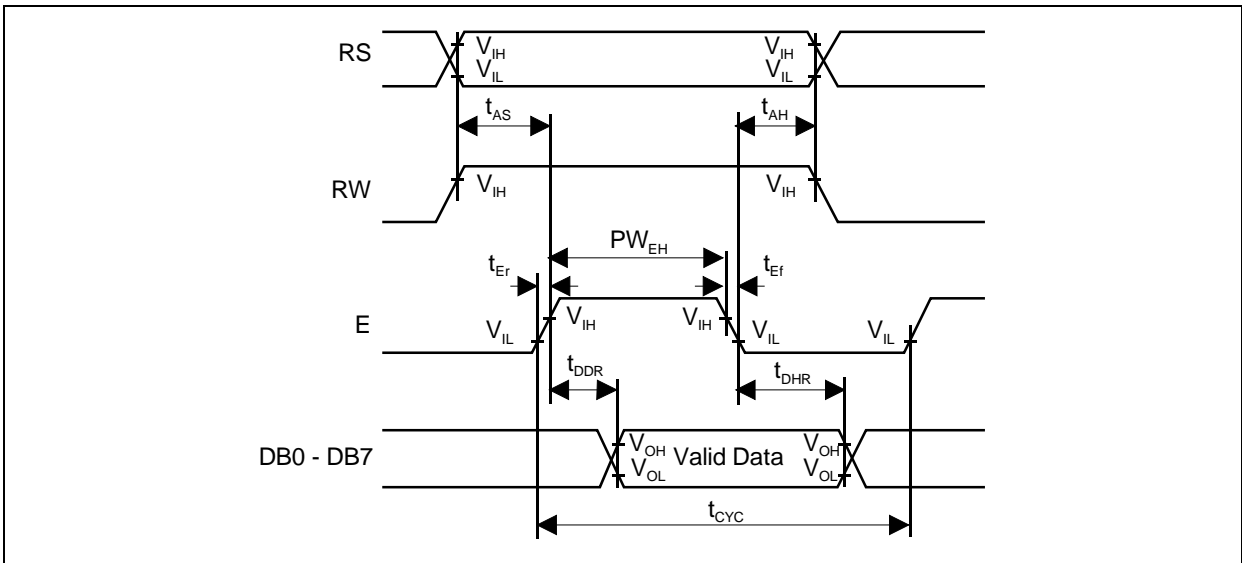 RS
V_IH
V_IH
V_IL
V_IL
t_AS
t_AH
RW
V_IH
V_IH
PW_EH
t_Er
t_Ef
E
V_IH
V_IH
V_IL
V_IL
V_IL
t_DDR
t_DHR
DB0 - DB7
V_OH
Valid Data
V_OH
V_OL
V_OL
t_CYC